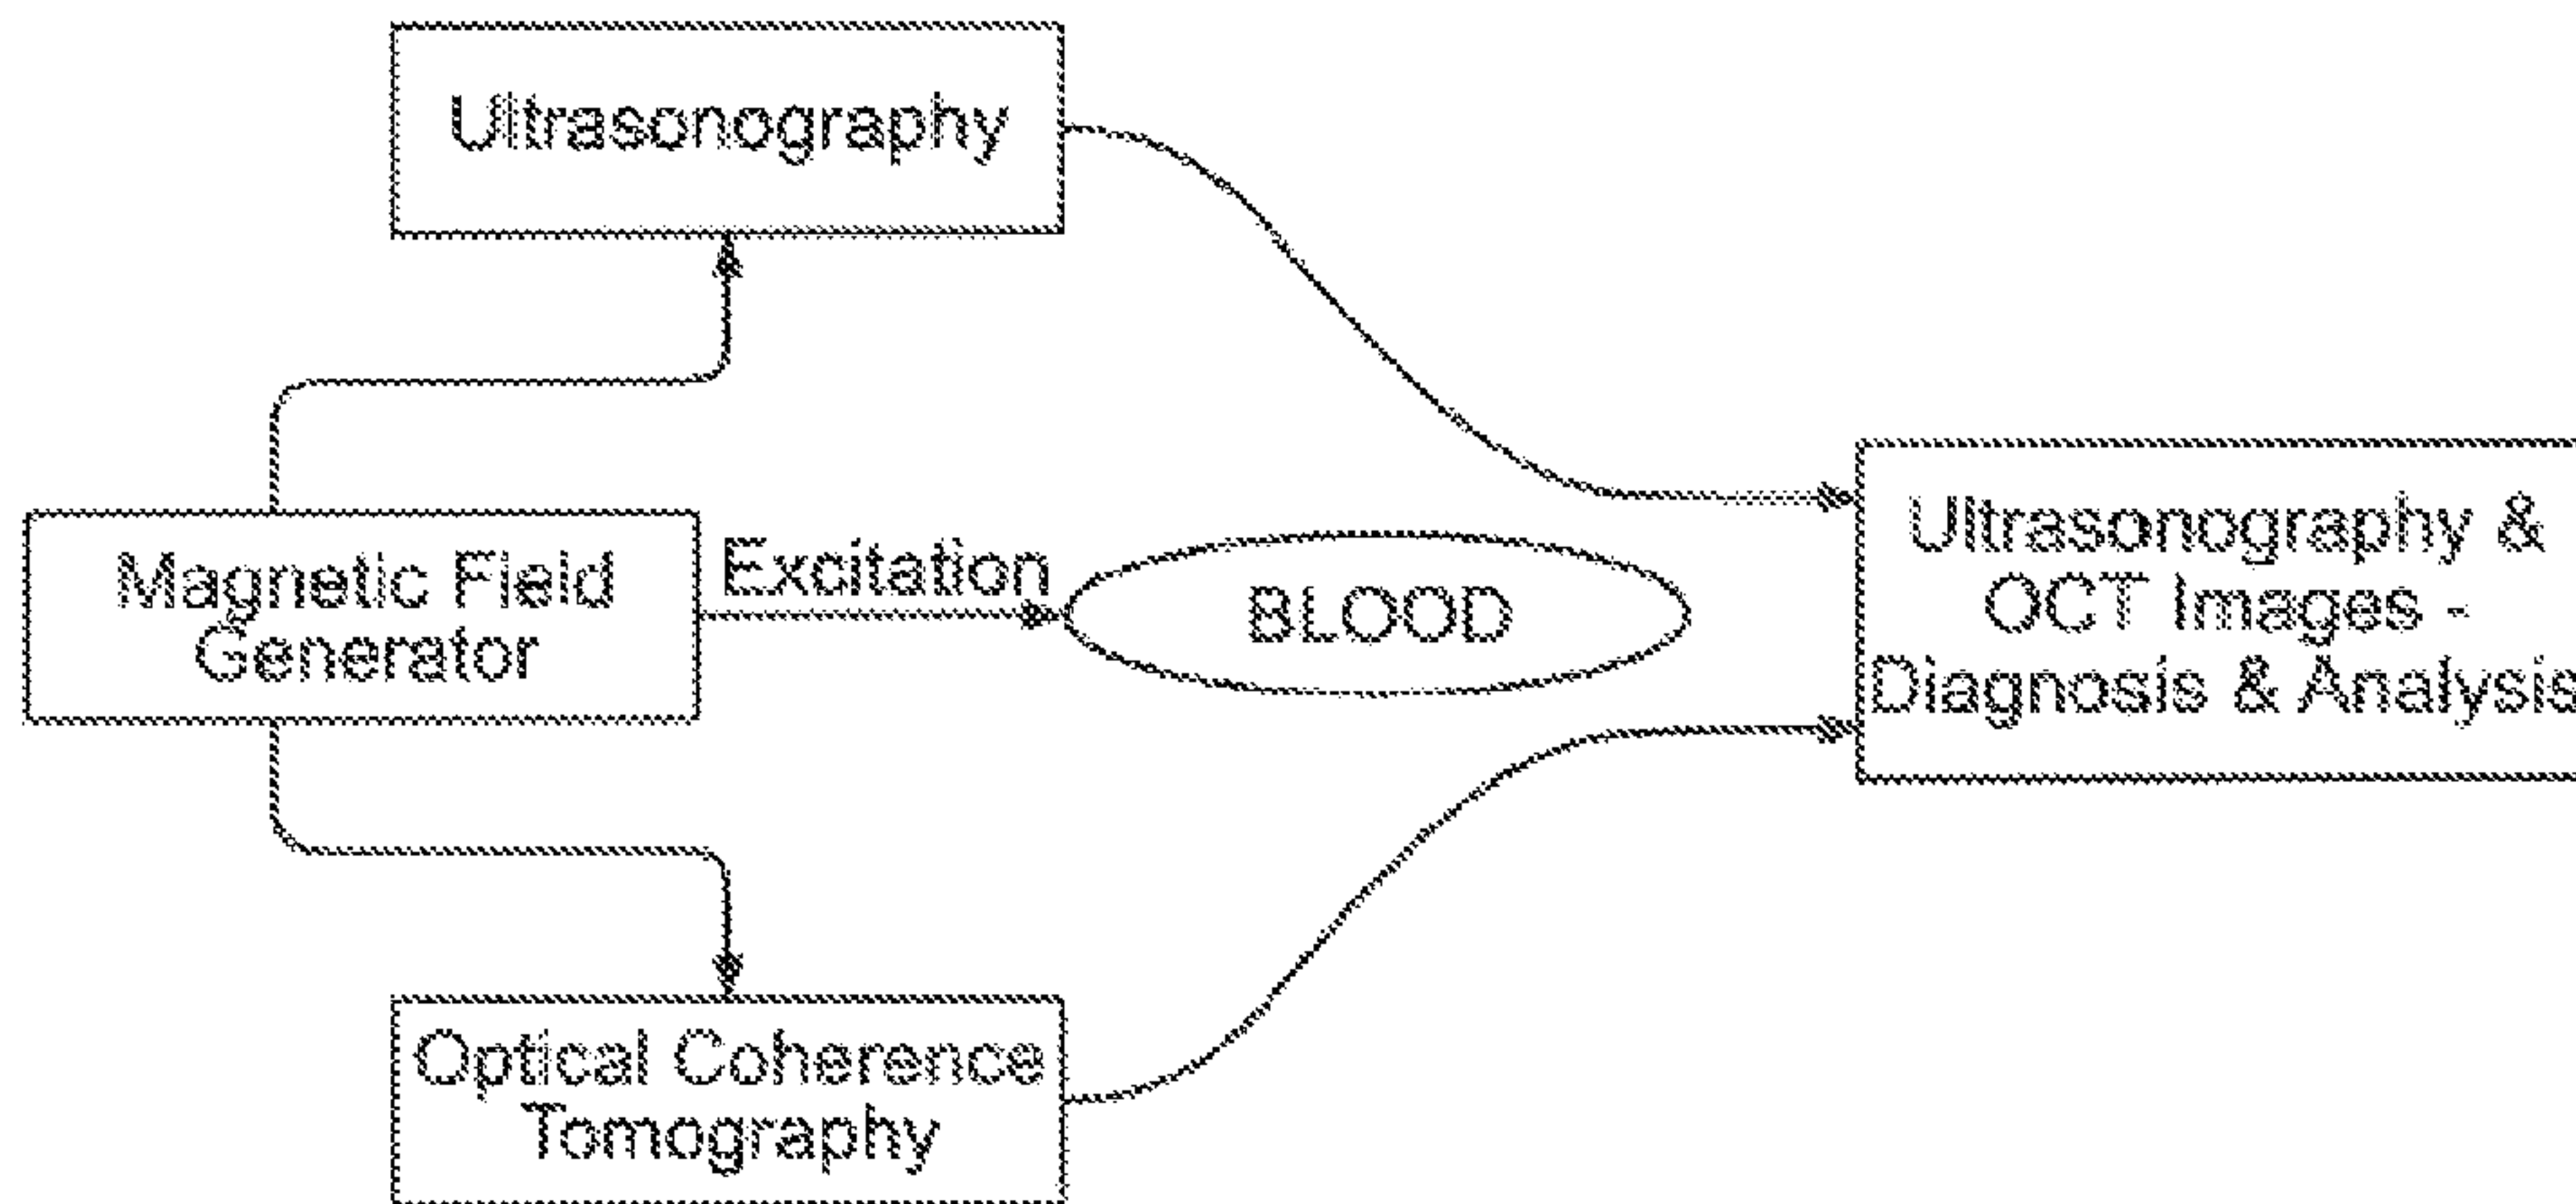 Ultrasonography
Magnetic Field
Generator
Excitation
BLOOD
Ultrasonography &
OCT Images -
Diagnosis & Analysis
Optical Coherence
Tomography